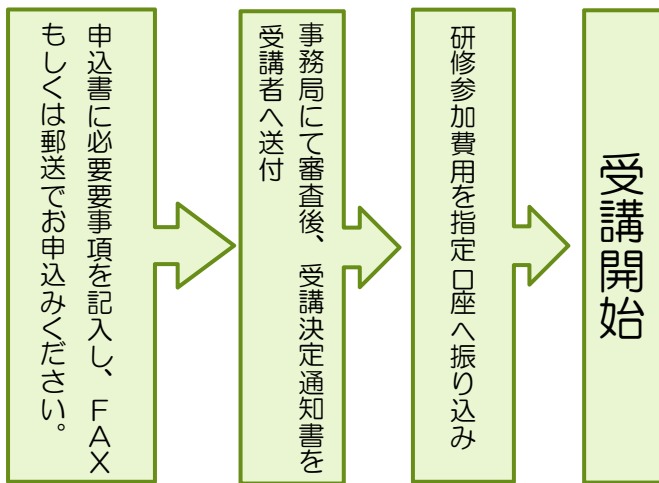 申込書に必要要事項を記入し、FAX
もしくは郵送でお申込みください。
事務局にて審査後、受講決定通知書を
受講者へ送付
研修参加費用を指定口座へ振り込み
受講開始